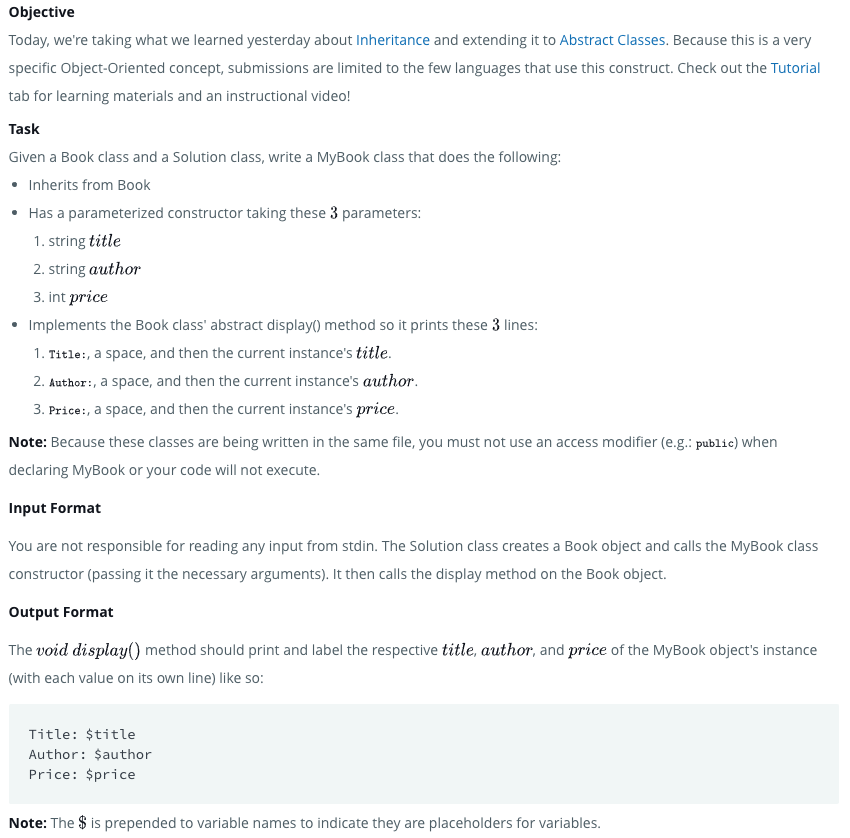 Objective
Today, we're taking what we learned yesterday about Inheritance and extending it to Abstract Classes. Because this is a very
specific Object-Oriented concept, submissions are limited to the few languages that use this construct. Check out the Tutorial
tab for learning materials and an instructional video!
Task
Given a Book class and a Solution class, write a MyBook class that does the following:
• Inherits from Book
• Has a parameterized constructor taking these 3 parameters:
1. string title
2. string author
3. int price
• Implements the Book class' abstract display() method so it prints these 3 lines:
1. Title:, a space, and then the current instance's title.
2. Author:, a space, and then the current instance's author.
3. Price:, a space, and then the current instance's price.
Note: Because these classes are being written in the same file, you must not use an access modifier (e.g.: public) when
declaring MyBook or your code will not execute.
Input Format
You are not responsible for reading any input from stdin. The Solution class creates a Book object and calls the MyBook class
constructor (passing it the necessary arguments). It then calls the display method on the Book object.
Output Format
The void display() method should print and label the respective title, author, and price of the MyBook object's instance
(with each value on its own line) like so:
Title: $title
Author: $author
Price: $price
Note: The $ is prepended to variable names to indicate they are placeholders for variables.